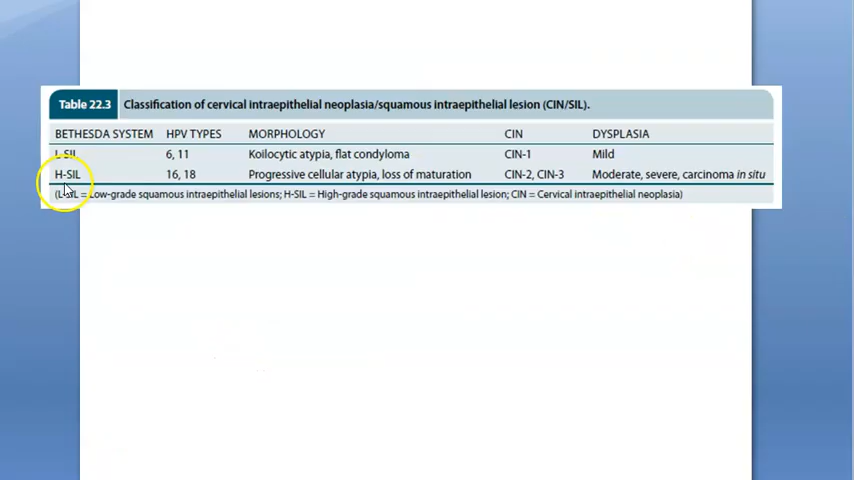 Table 22.3 Classification of cervical intraepithelial neoplasia/squamous intraepithelial lesion (CIN/SIL).
BETHESDA SYSTEM HPV TYPES MORPHOLOGY CIN DYSPLASIA
L-SIL 6, 11 Koilocytic atypia, flat condyloma CIN-1 Mild
H-SIL 16, 18 Progressive cellular atypia, loss of maturation CIN-2, CIN-3 Moderate, severe, carcinoma in situ
(L-SIL = Low-grade squamous intraepithelial lesions; H-SIL = High-grade squamous intraepithelial lesion; CIN = Cervical intraepithelial neoplasia)